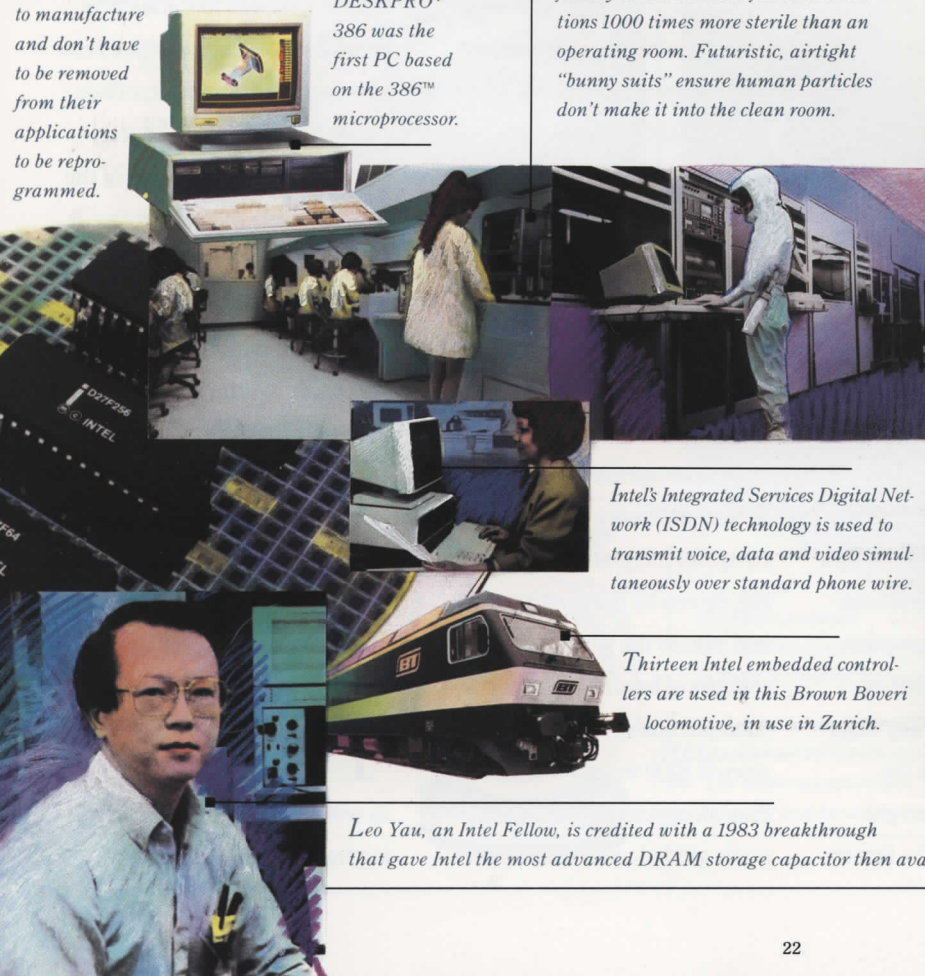 to manufacture
and don't have
to be removed
from their
applications
to be repro-
grammed.
DESKPRO
386 was the
first PC based
on the 386™
microprocessor.
tions 1000 times more sterile than an
operating room. Futuristic, airtight
“bunny suits” ensure human particles
don't make it into the clean room.
D27F256
© INTEL
F64
Intel's Integrated Services Digital Net-
work (ISDN) technology is used to
transmit voice, data and video simul-
taneously over standard phone wire.
BT
BT
Thirteen Intel embedded control-
lers are used in this Brown Boveri
locomotive, in use in Zurich.
Leo Yau, an Intel Fellow, is credited with a 1983 breakthrough
that gave Intel the most advanced DRAM storage capacitor then ava
22